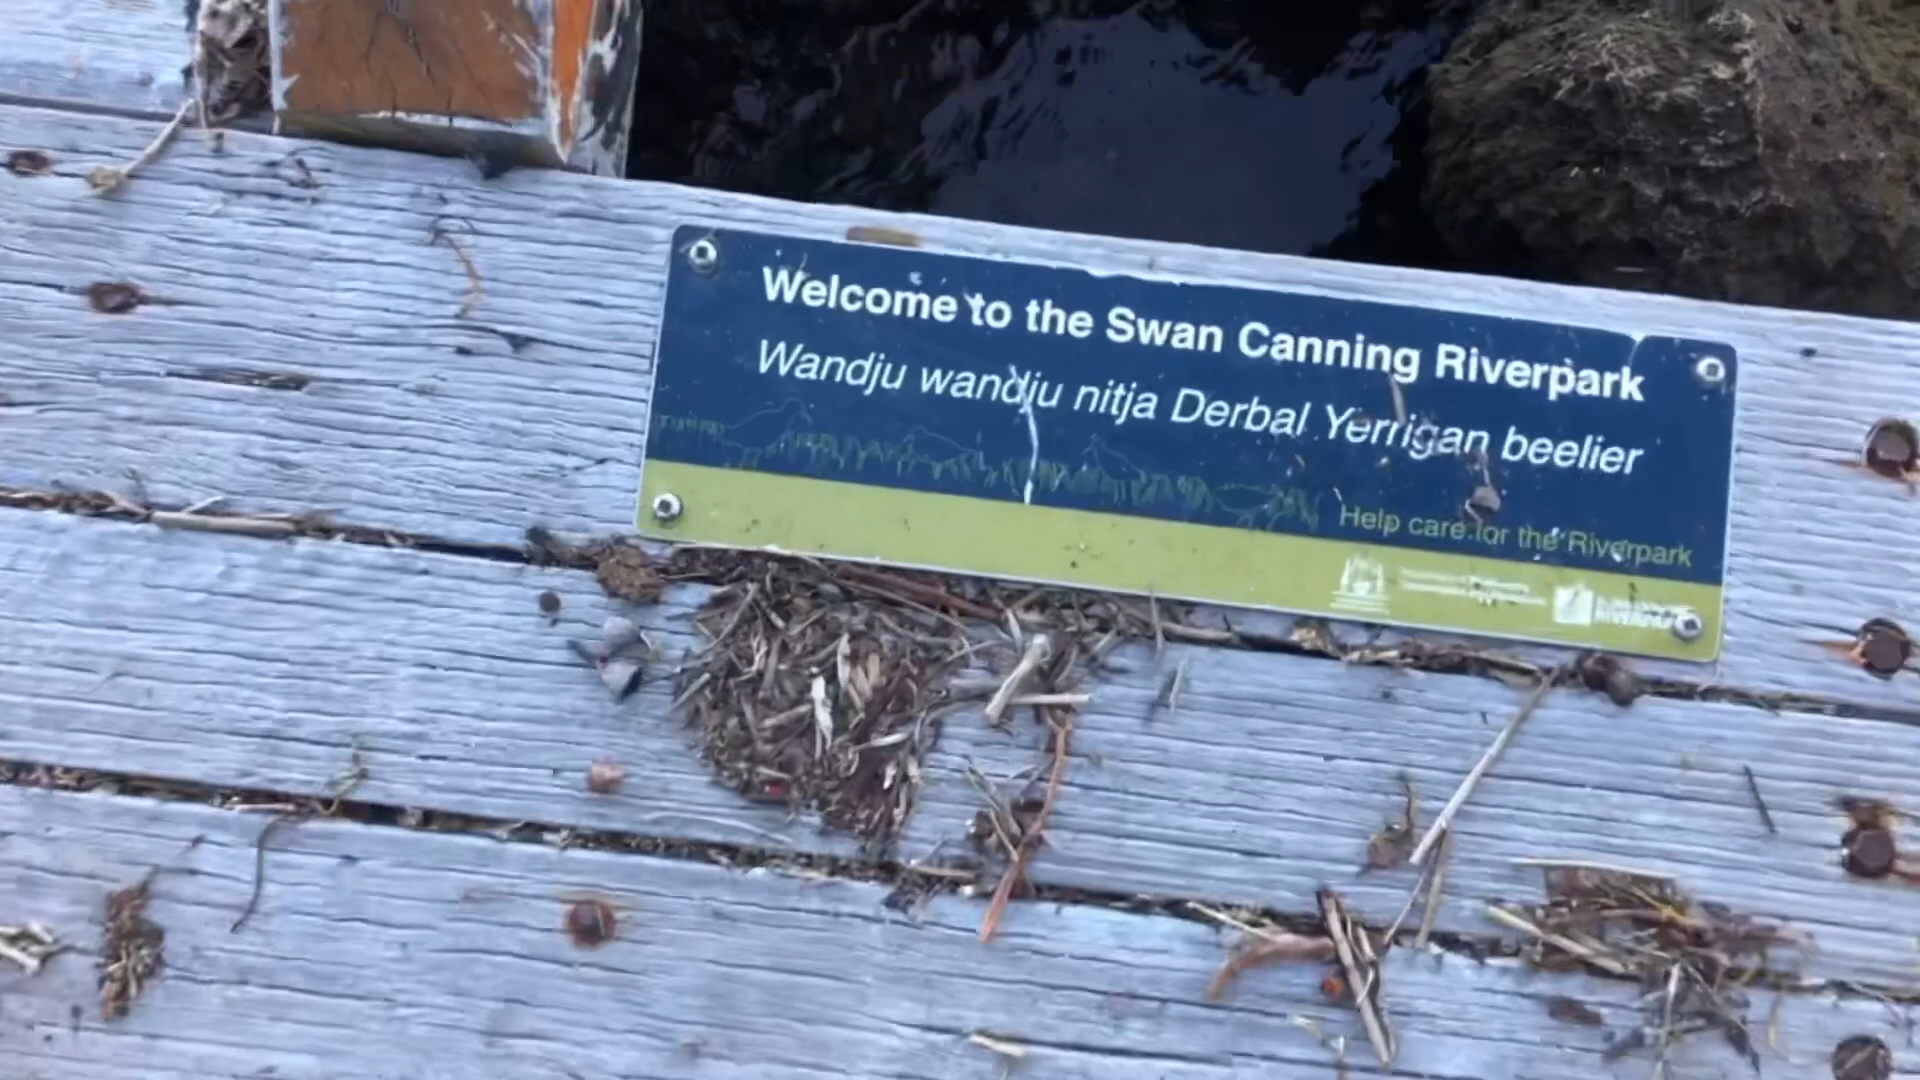 Welcome to the Swan Canning Riverpark
Wandju wandju nitja Derbal Yerrigan beelier
Help care for the Riverpark